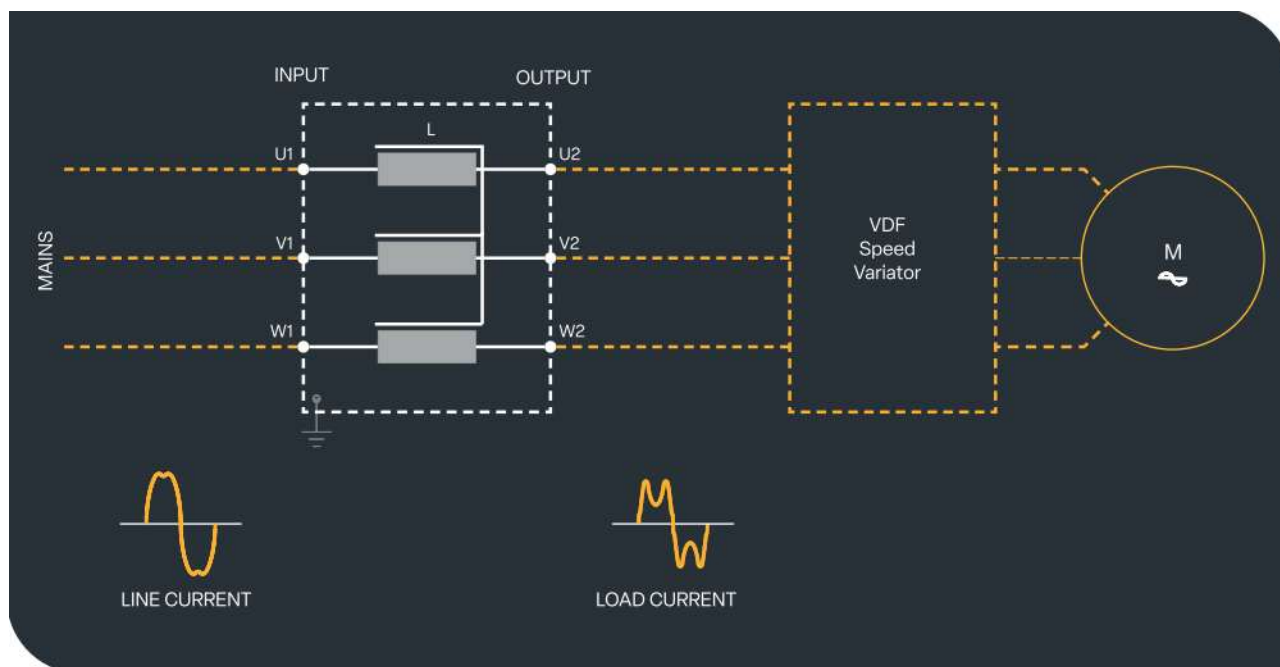 INPUT
OUTPUT
L
U1
U2
MAINS
V1
V2
VDF
Speed
Variator
M
W1
W2
LINE CURRENT
LOAD CURRENT